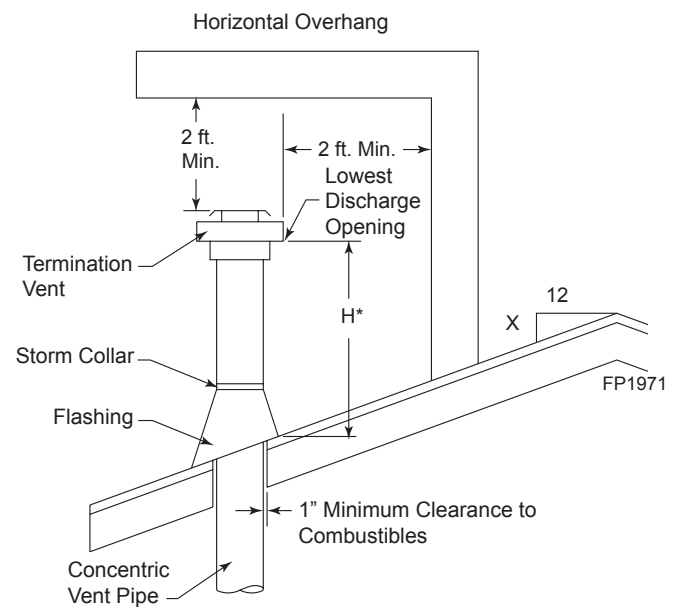 Horizontal Overhang
2 ft.
Min.
2 ft. Min.
Lowest
Discharge
Opening
Termination
Vent
H*
12
X
Storm Collar
FP1971
Flashing
1” Minimum Clearance to
Combustibles
Concentric
Vent Pipe